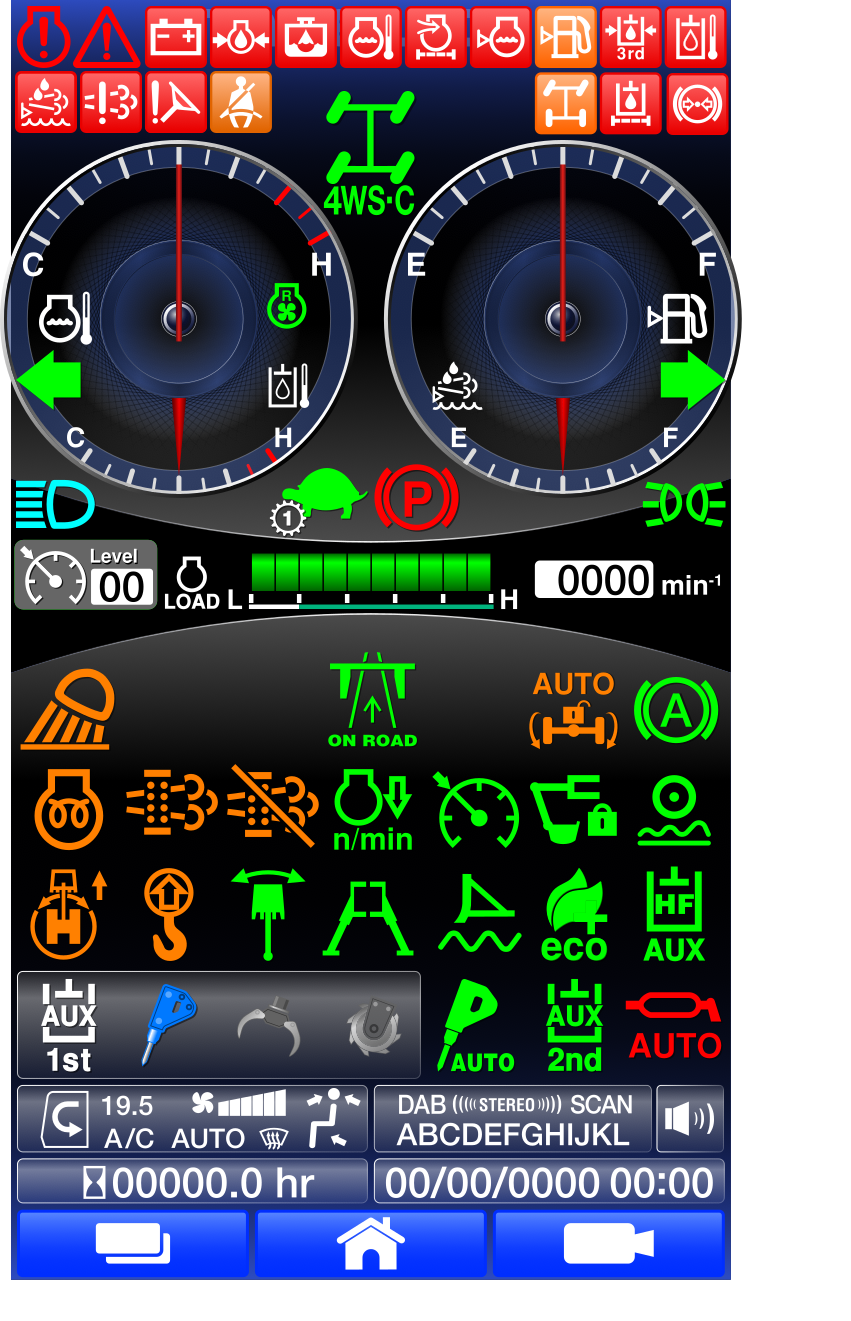 3rd
4WS·C
C
H
E
F
R
C
H
E
F
1
P
Level
00
LOAD
L
H
0000 min-1
AUTO
A
ON ROAD
n/min
H
HF
eco
AUX
AUX
1st
AUTO
AUX
2nd
AUTO
19.5
A/C AUTO
DAB ((((STEREO)))) SCAN
ABCDEFGHIJKL
00000.0 hr
00/00/0000 00:00